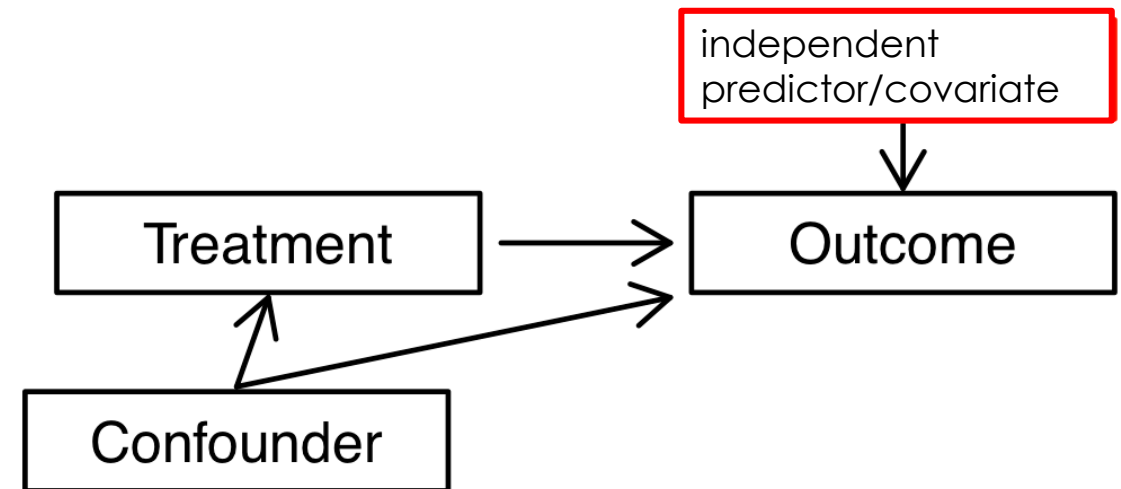 independent
predictor/covariate
Treatment
Outcome
Confounder